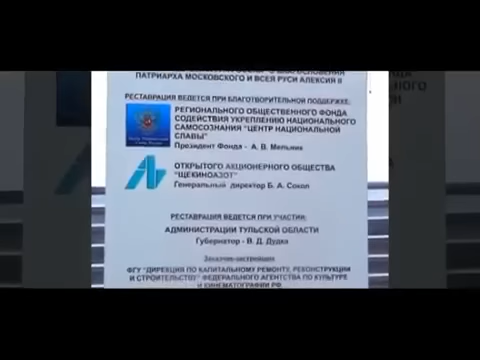 ПАТРИАРХА МОСКОВСКОГО И ВСЕЯ РУСИ АЛЕКСИЯ II
РЕСТАВРАЦИЯ ВЕДЕТСЯ ПРИ БЛАГОТВОРИТЕЛЬНОЙ ПОДДЕРЖКЕ:
РЕГИОНАЛЬНОГО ОБЩЕСТВЕННОГО ФОНДА
СОДЕЙСТВИЯ УКРЕПЛЕНИЮ НАЦИОНАЛЬНОГО
САМОСОЗНАНИЯ "ЦЕНТР НАЦИОНАЛЬНОЙ
СЛАВЫ"
Президент Фонда - А. В. Мельник
ОТКРЫТОГО АКЦИОНЕРНОГО ОБЩЕСТВА
"ЩЕКИНОАЗОТ"
Генеральный директор Б. А. Сокол
РЕСТАВРАЦИЯ ВЕДЕТСЯ ПРИ УЧАСТИИ:
АДМИНИСТРАЦИИ ТУЛЬСКОЙ ОБЛАСТИ
Губернатор - В. Д. Дудка
Заказчик-застройщик
ФГУ "ДИРЕКЦИЯ ПО КАПИТАЛЬНОМУ РЕМОНТУ, РЕКОНСТРУКЦИИ
И СТРОИТЕЛЬСТВУ" ФЕДЕРАЛЬНОГО АГЕНТСТВА ПО КУЛЬТУРЕ
И КИНЕМАТОГРАФИИ РФ